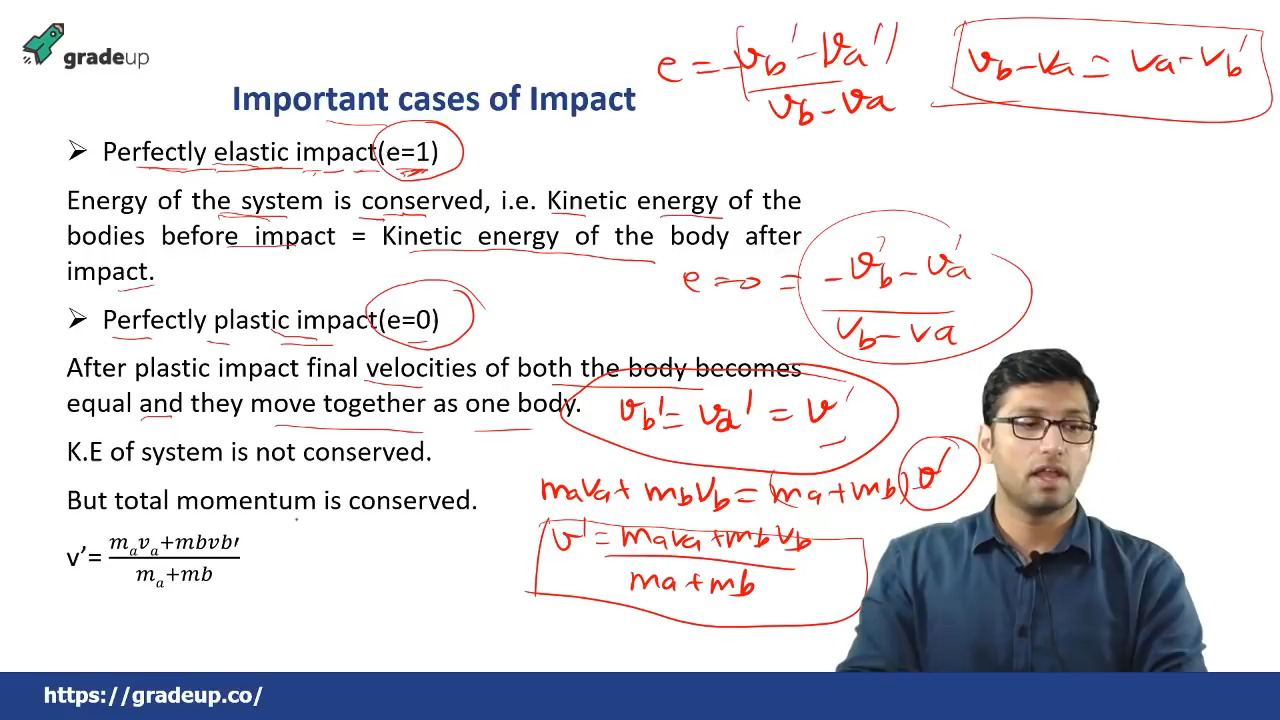 gradeup
e = - vb' - va' / vb - va
vb - va = va - vb'
Important cases of Impact
➢ Perfectly elastic impact(e=1)
Energy of the system is conserved, i.e. Kinetic energy of the
bodies before impact = Kinetic energy of the body after
impact.
e = 0 = - vb' - va' / vb - va
➢ Perfectly plastic impact(e=0)
After plastic impact final velocities of both the body becomes
equal and they move together as one body.
vb' = va' = v'
K.E of system is not conserved.
mava + mbvb = (ma + mb) v'
But total momentum is conserved.
v' = mava + mbvb / ma + mb
v’= mava+mbvb′ / ma+mb
https://gradeup.co/